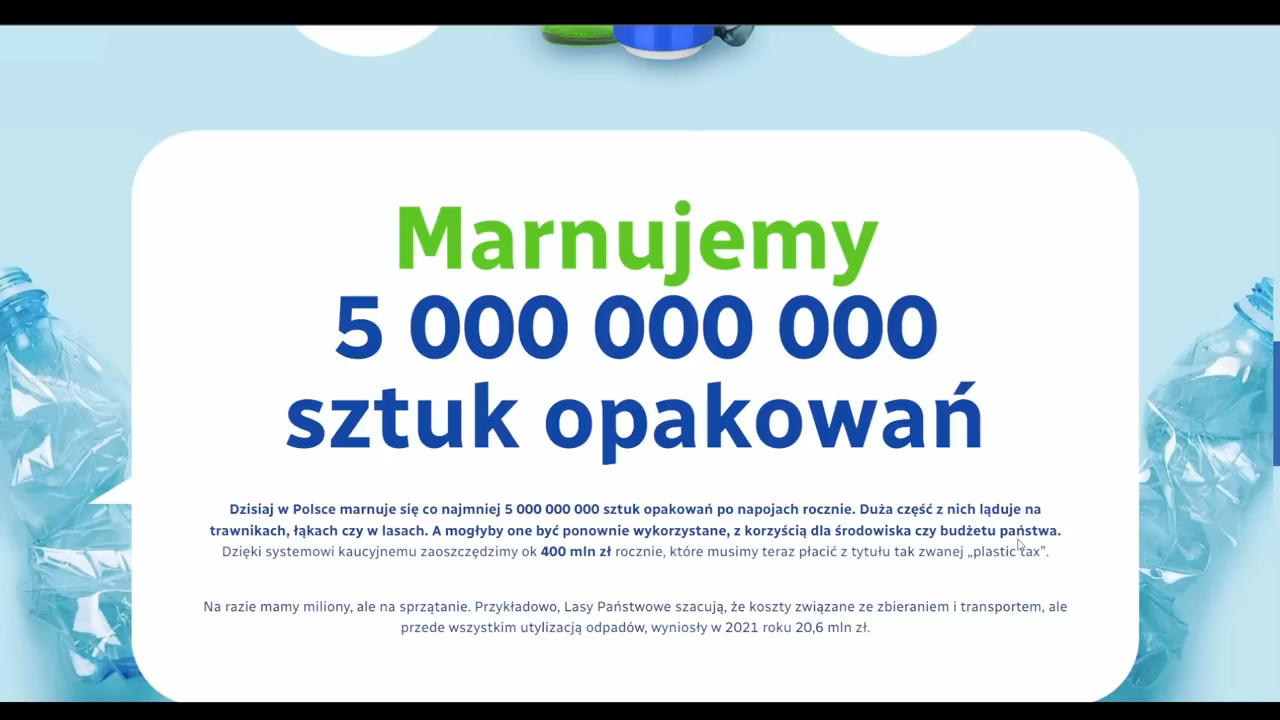 Marnujemy
5 000 000 000
sztuk opakowań
Dzisiaj w Polsce marnuje się co najmniej 5 000 000 000 sztuk opakowań po napojach rocznie. Duża część z nich ląduje na
trawnikach, łąkach czy w lasach. A mogłyby one być ponownie wykorzystane, z korzyścią dla środowiska czy budżetu państwa.
Dzięki systemowi kaucyjnemu zaoszczędzimy ok 400 mln zł rocznie, które musimy teraz płacić z tytułu tak zwanej „plastic tax”.
Na razie mamy miliony, ale na sprzątanie. Przykładowo, Lasy Państwowe szacują, że koszty związane ze zbieraniem i transportem, ale
przede wszystkim utylizacją odpadów, wyniosły w 2021 roku 20,6 mln zł.